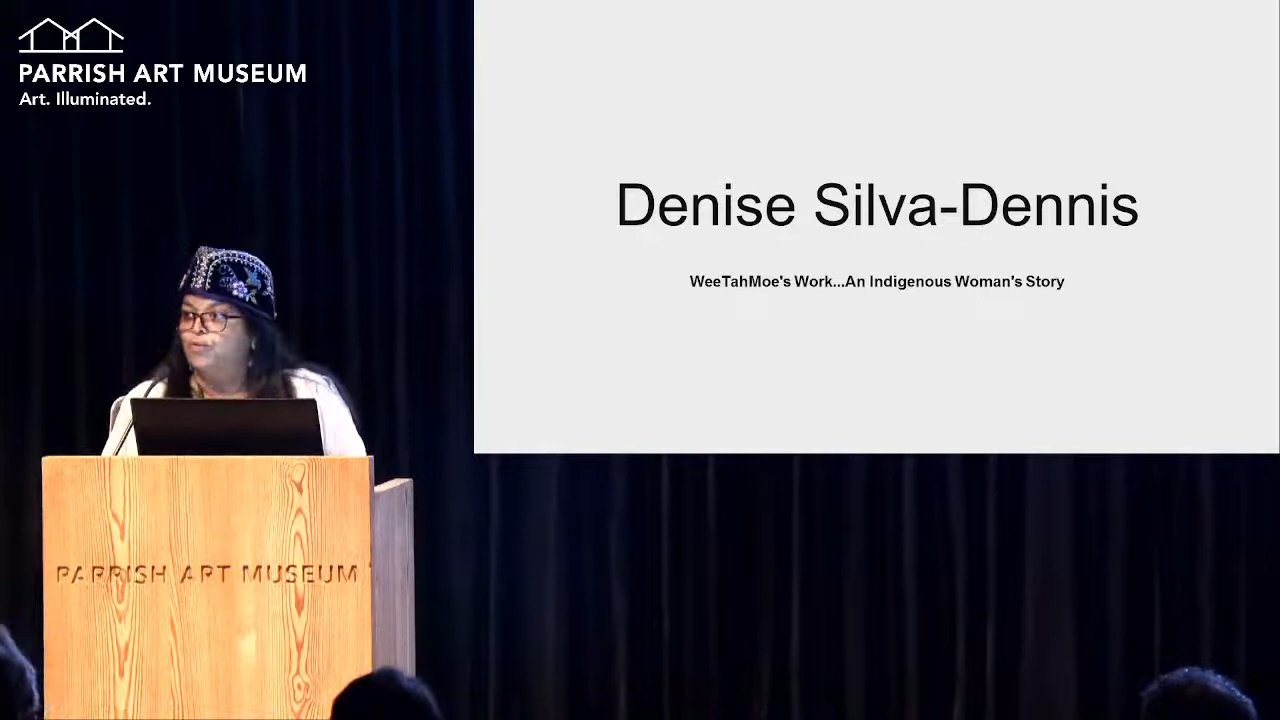 PARRISH ART MUSEUM
Art. Illuminated.
Denise Silva-Dennis
WeeTahMoe's Work...An Indigenous Woman's Story
PARRISH ART MUSEUM